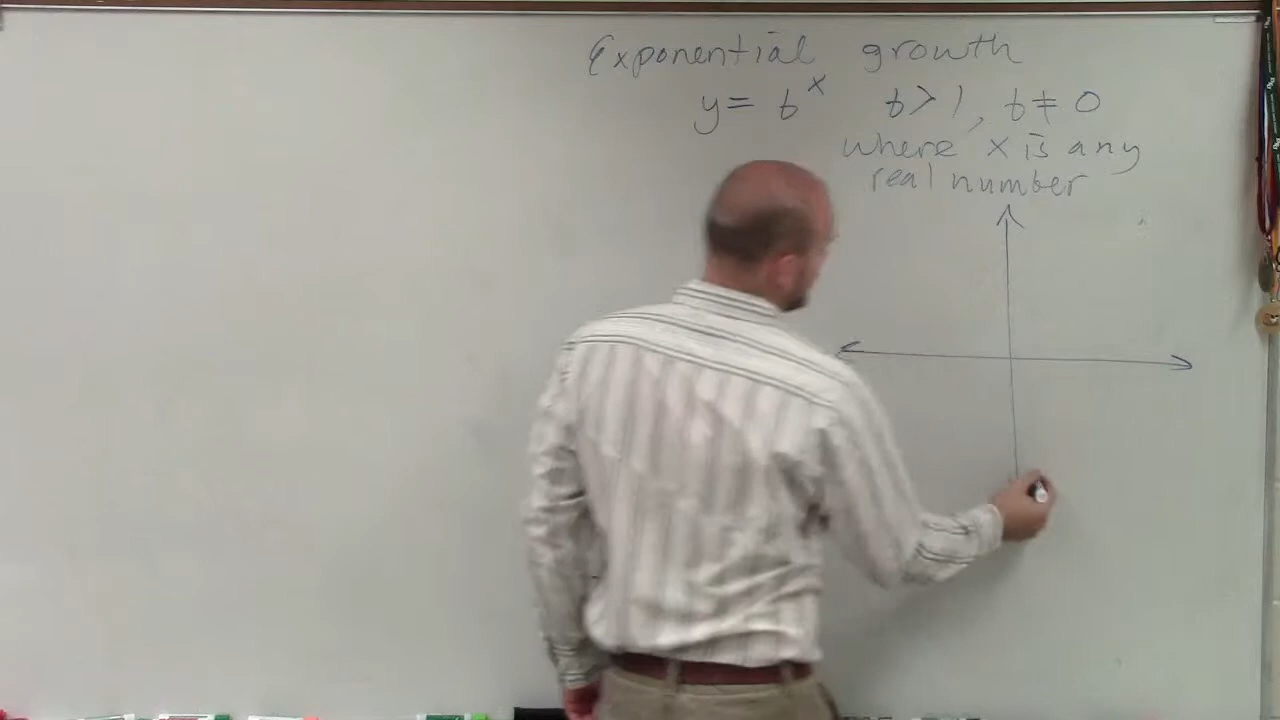 Exponential growth
y = b^x b > 1, b ≠ 0
where x is any
real number